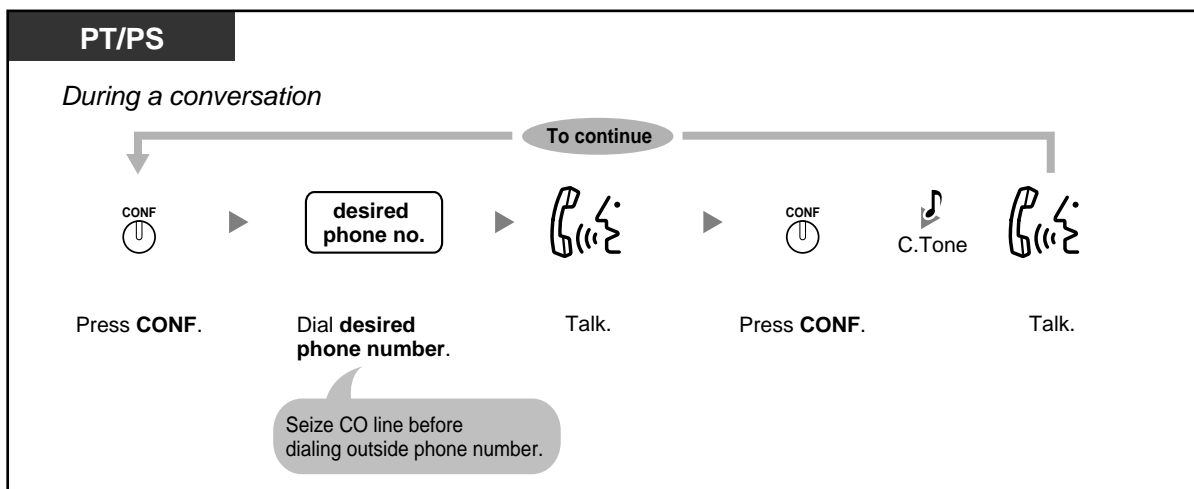 PT/PS
During a conversation
To continue
CONF
desired
phone no.
CONF
C.Tone
Press CONF.
Dial desired
phone number.
Talk.
Press CONF.
Talk.
Seize CO line before
dialing outside phone number.